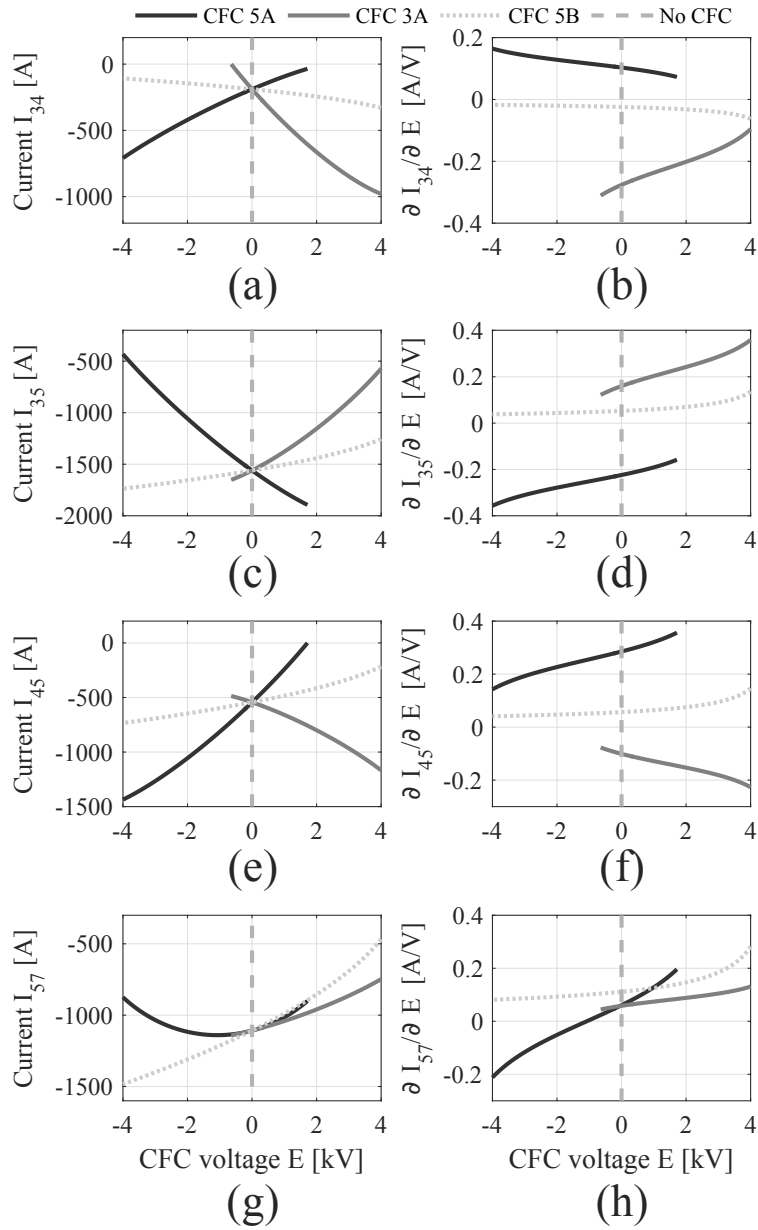 CFC 5A CFC 3A CFC 5B No CFC
Current I34 [A]
0
-500
-1000
-4 -2 0 2 4
(a)
∂ I34/∂ E [A/V]
0.2
0
-0.2
-0.4
-4 -2 0 2 4
(b)
Current I35 [A]
-500
-1000
-1500
-2000
-4 -2 0 2 4
(c)
∂ I35/∂ E [A/V]
0.4
0.2
0
-0.2
-0.4
-4 -2 0 2 4
(d)
Current I45 [A]
0
-500
-1000
-1500
-4 -2 0 2 4
(e)
∂ I45/∂ E [A/V]
0.4
0.2
0
-0.2
-4 -2 0 2 4
(f)
Current I57 [A]
-500
-1000
-1500
-4 -2 0 2 4
CFC voltage E [kV]
(g)
∂ I57/∂ E [A/V]
0.4
0.2
0
-0.2
-4 -2 0 2 4
CFC voltage E [kV]
(h)